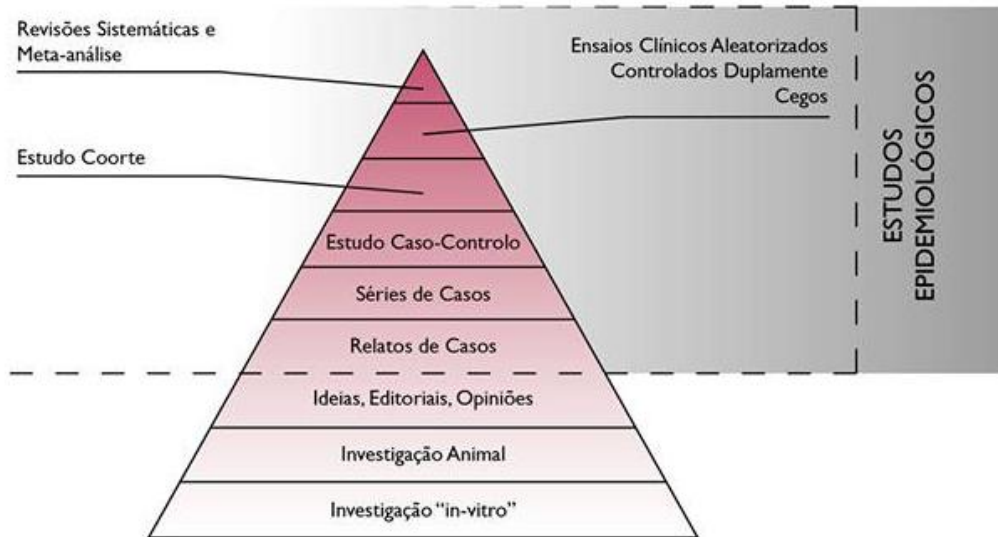 Revisões Sistemáticas e
Meta-análise
Ensaios Clínicos Aleatorizados
Controlados Duplamente
Cegos
Estudo Coorte
Estudo Caso-Controlo
Séries de Casos
Relatos de Casos
Ideias, Editoriais, Opiniões
Investigação Animal
Investigação “in-vitro”
ESTUDOS
EPIDEMIOLÓGICOS